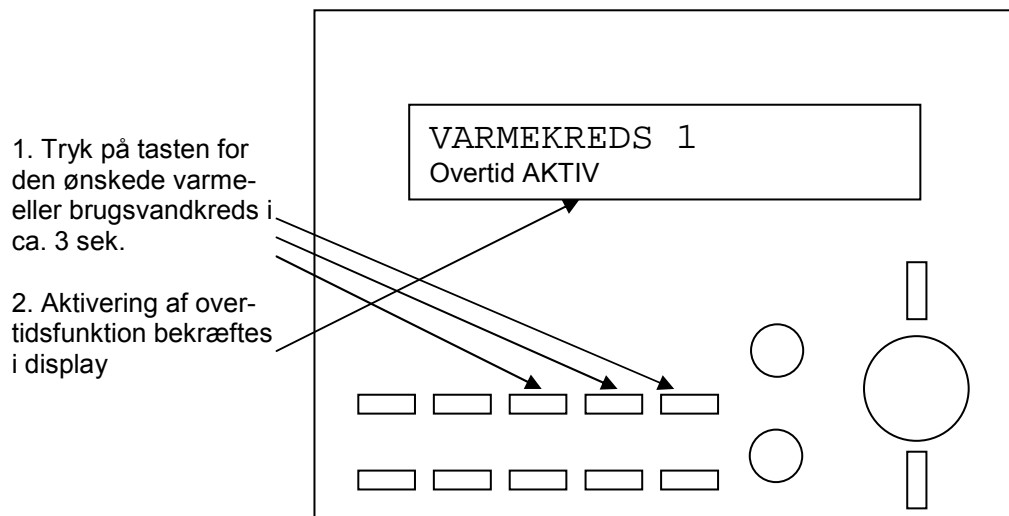 1. Tryk på tasten for
den ønskede varme-
eller brugsvandkreds i
ca. 3 sek.
2. Aktivering af over-
tidsfunktion bekræftes
i display
VARMEKREDS 1
Overtid AKTIV